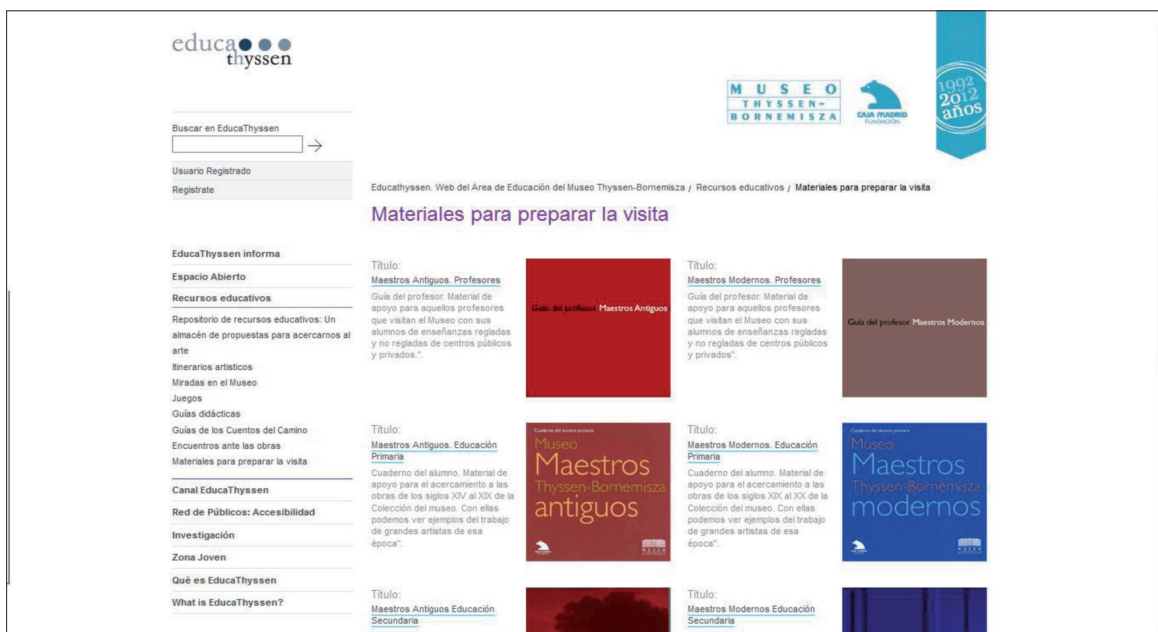 educa
thyssen
MUSEO
THYSSEN-
BORNEMISZA
CAJA MADRID
FUNDACIÓN
1992
2012
años
Buscar en EducaThyssen
Usuario Registrado
Registrate
Educathyssen. Web del Área de Educación del Museo Thyssen-Bornemisza / Recursos educativos / Materiales para preparar la visita
Materiales para preparar la visita
EducaThyssen informa
Espacio Abierto
Recursos educativos
Repositorio de recursos educativos: Un
almacén de propuestas para acercarnos al
arte
Itinerarios artísticos
Miradas en el Museo
Juegos
Guías didácticas
Guías de los Cuentos del Camino
Encuentros ante las obras
Materiales para preparar la visita
Canal EducaThyssen
Red de Públicos: Accesibilidad
Investigación
Zona Joven
Qué es EducaThyssen
What is EducaThyssen?
Título:
Maestros Antiguos. Profesores
Guía del profesor. Material de
apoyo para aquellos profesores
que visitan el Museo con sus
alumnos de enseñanzas regladas
y no regladas de centros públicos
y privados.".
Guía del profesor Maestros Antiguos
Título:
Maestros Modernos. Profesores
Guía del profesor. Material de
apoyo para aquellos profesores
que visitan el Museo con sus
alumnos de enseñanzas regladas
y no regladas de centros públicos
y privados".
Guía del profesor Maestros Modernos
Título:
Maestros Antiguos. Educación
Primaria
Cuaderno del alumno. Material de
apoyo para el acercamiento a las
obras de los siglos XIV al XIX de la
Colección del museo. Con ellas
podemos ver ejemplos del trabajo
de grandes artistas de esa
época".
Cuaderno del alumno primaria
Museo
Maestros
Thyssen-Bornemisza
antiguos
Título:
Maestros Modernos. Educación
Primaria
Cuaderno del alumno. Material de
apoyo para el acercamiento a las
obras de los siglos XIX al XX de la
Colección del museo. Con ellas
podemos ver ejemplos del trabajo
de grandes artistas de esa
época".
Cuaderno del alumno primaria
Museo
Maestros
Thyssen-Bornemisza
modernos
Título:
Maestros Antiguos Educación
Secundaria
Título:
Maestros Modernos Educación
Secundaria